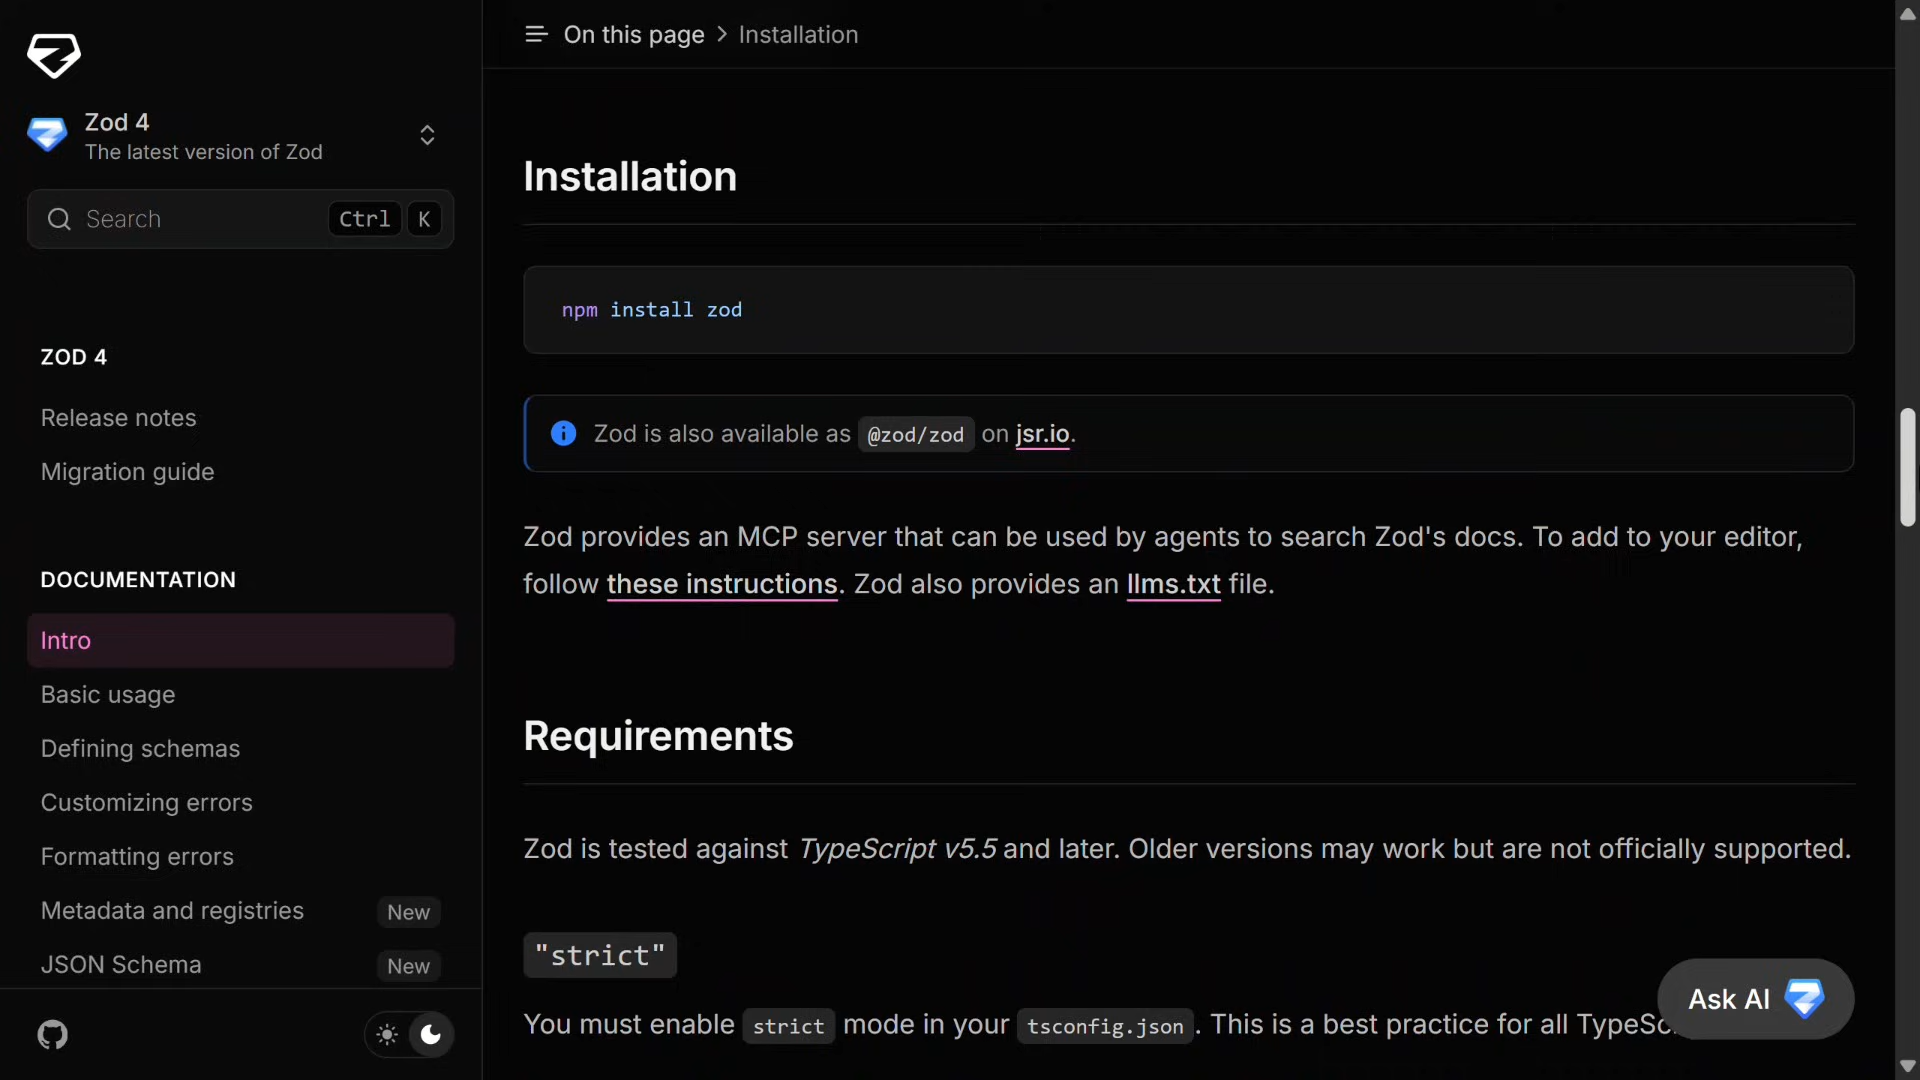 On this page > Installation
Zod 4
The latest version of Zod
Search Ctrl K
ZOD 4
Release notes
Migration guide
DOCUMENTATION
Intro
Basic usage
Defining schemas
Customizing errors
Formatting errors
Metadata and registries New
JSON Schema New
Installation
npm install zod
Zod is also available as @zod/zod on jsr.io.
Zod provides an MCP server that can be used by agents to search Zod's docs. To add to your editor,
follow these instructions. Zod also provides an llms.txt file.
Requirements
Zod is tested against TypeScript v5.5 and later. Older versions may work but are not officially supported.
"strict"
You must enable strict mode in your tsconfig.json. This is a best practice for all
Ask AI